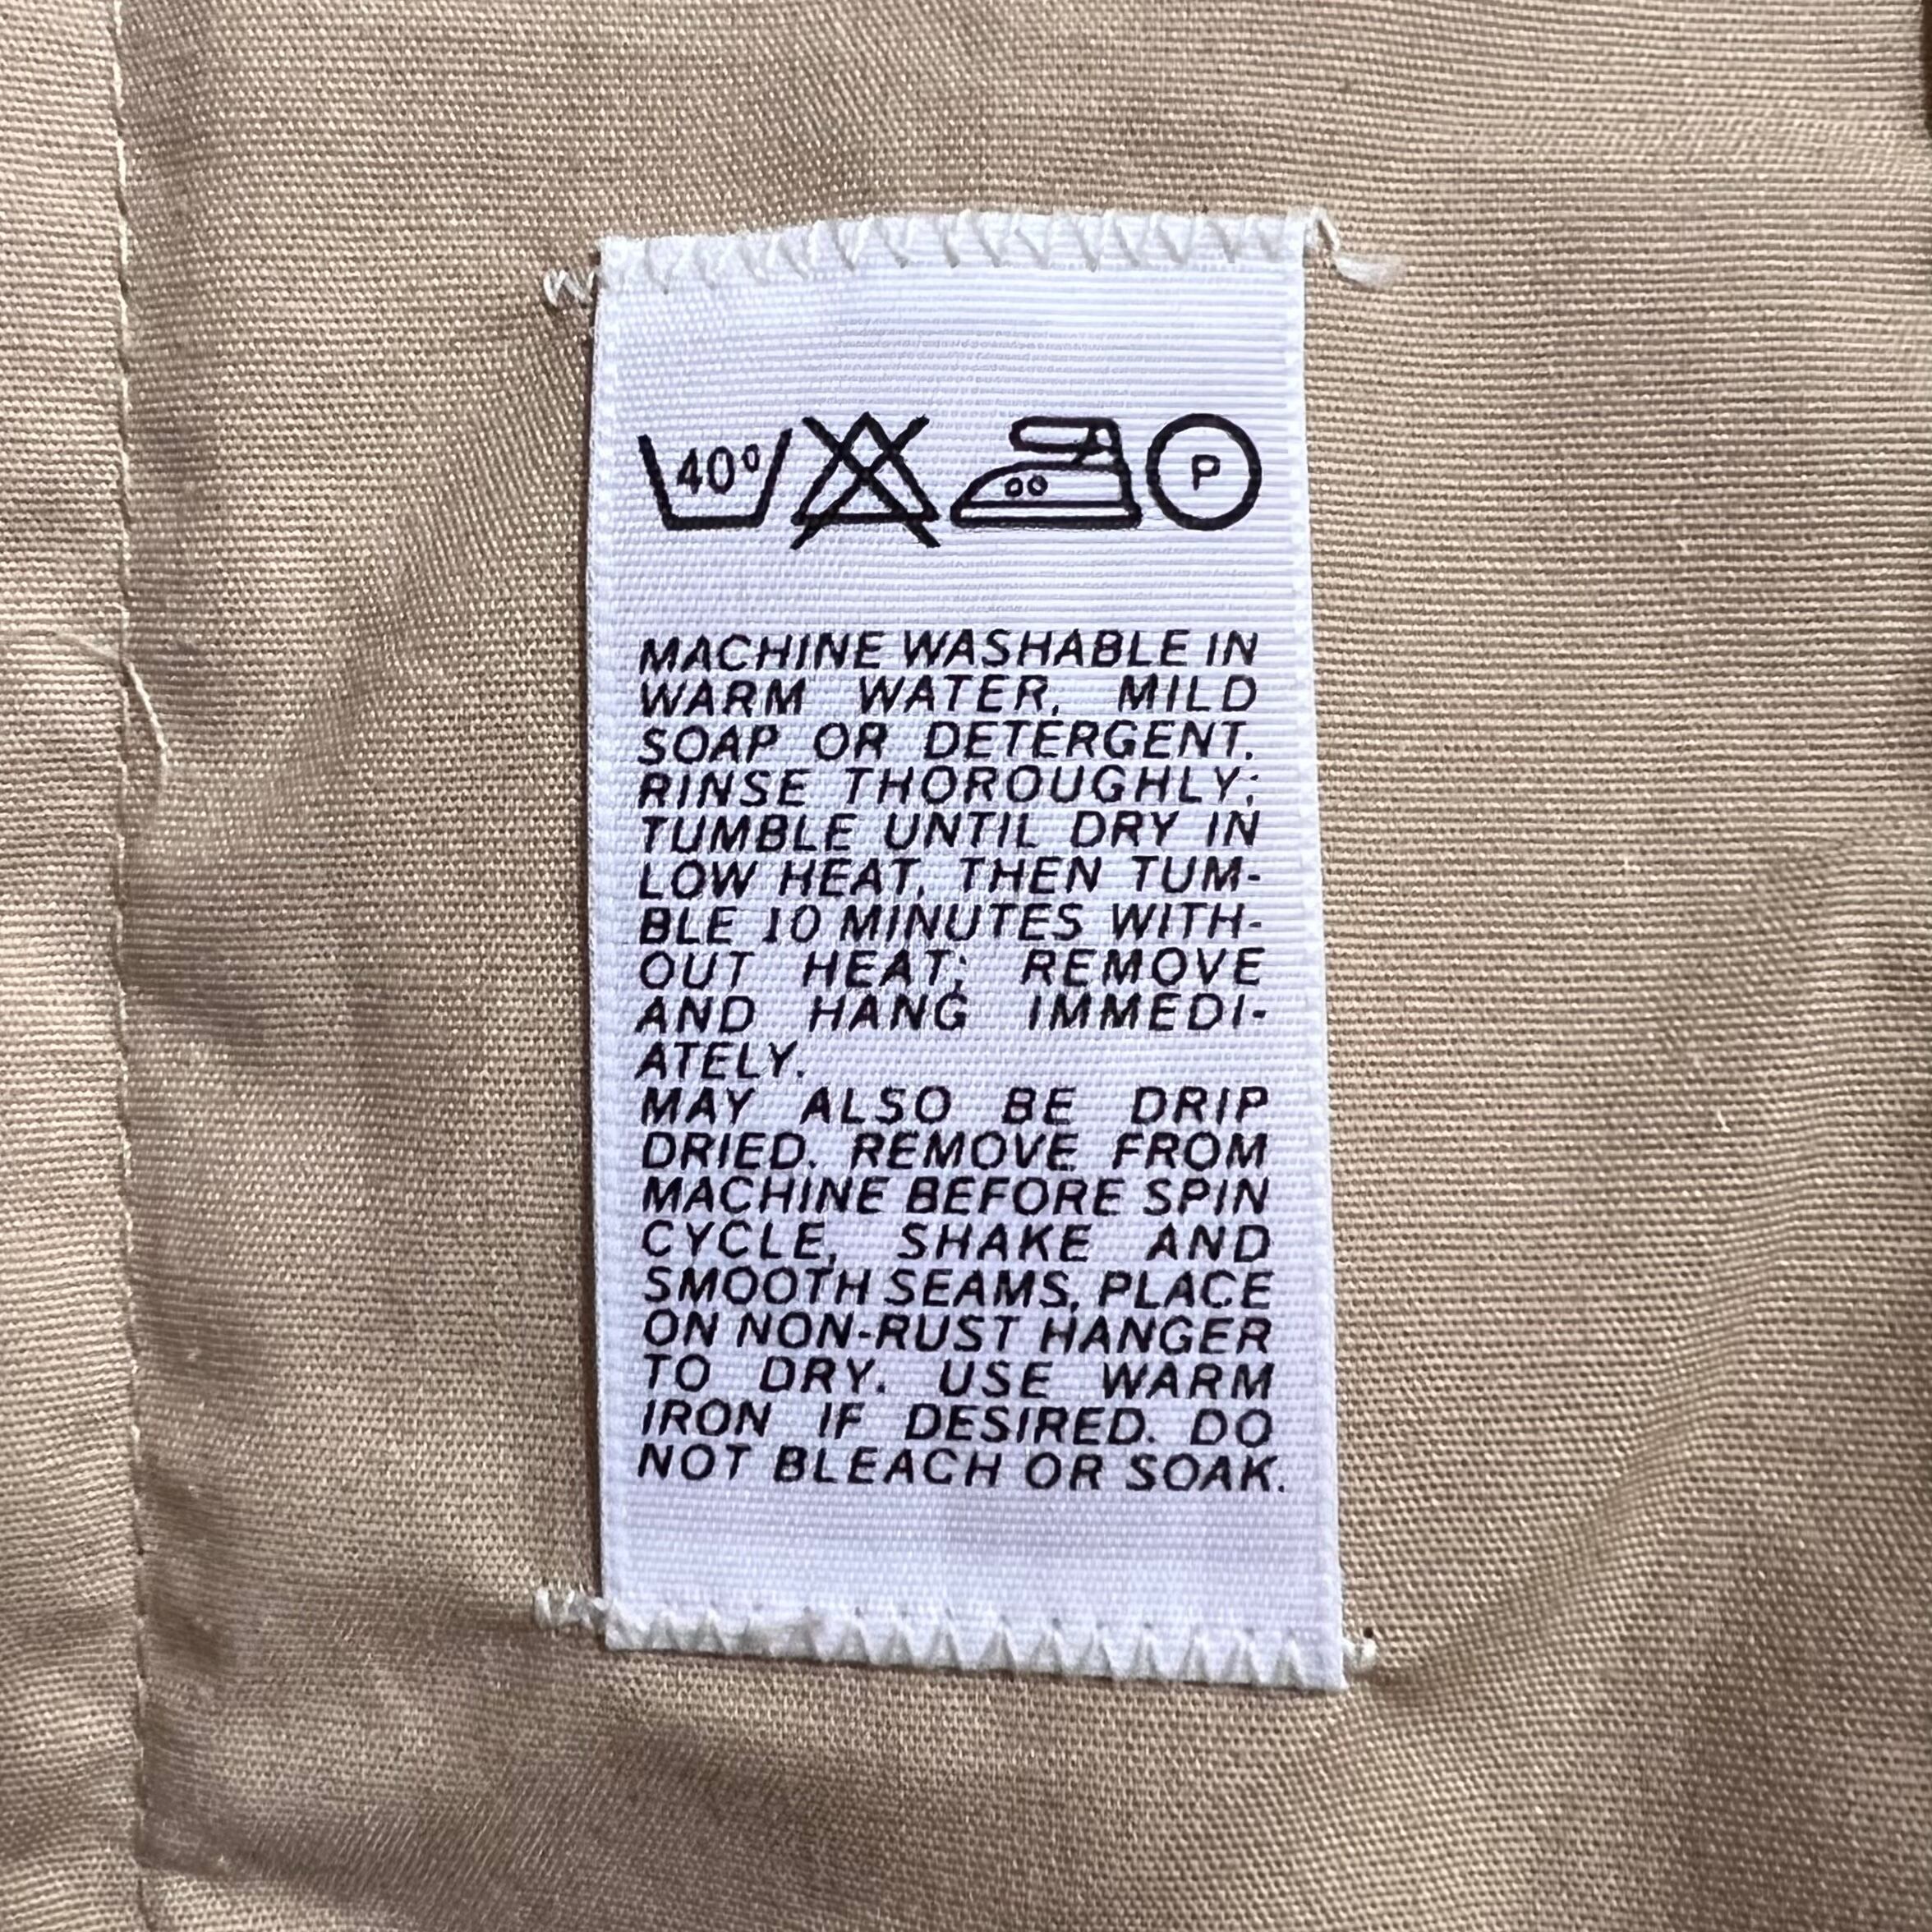 40°
P
MACHINE WASHABLE IN
WARM WATER, MILD
SOAP OR DETERGENT.
RINSE THOROUGHLY;
TUMBLE UNTIL DRY IN
LOW HEAT, THEN TUM-
BLE 10 MINUTES WITH-
OUT HEAT; REMOVE
AND HANG IMMEDI-
ATELY.
MAY ALSO BE DRIP
DRIED. REMOVE FROM
MACHINE BEFORE SPIN
CYCLE, SHAKE AND
SMOOTH SEAMS, PLACE
ON NON-RUST HANGER
TO DRY. USE WARM
IRON IF DESIRED. DO
NOT BLEACH OR SOAK.